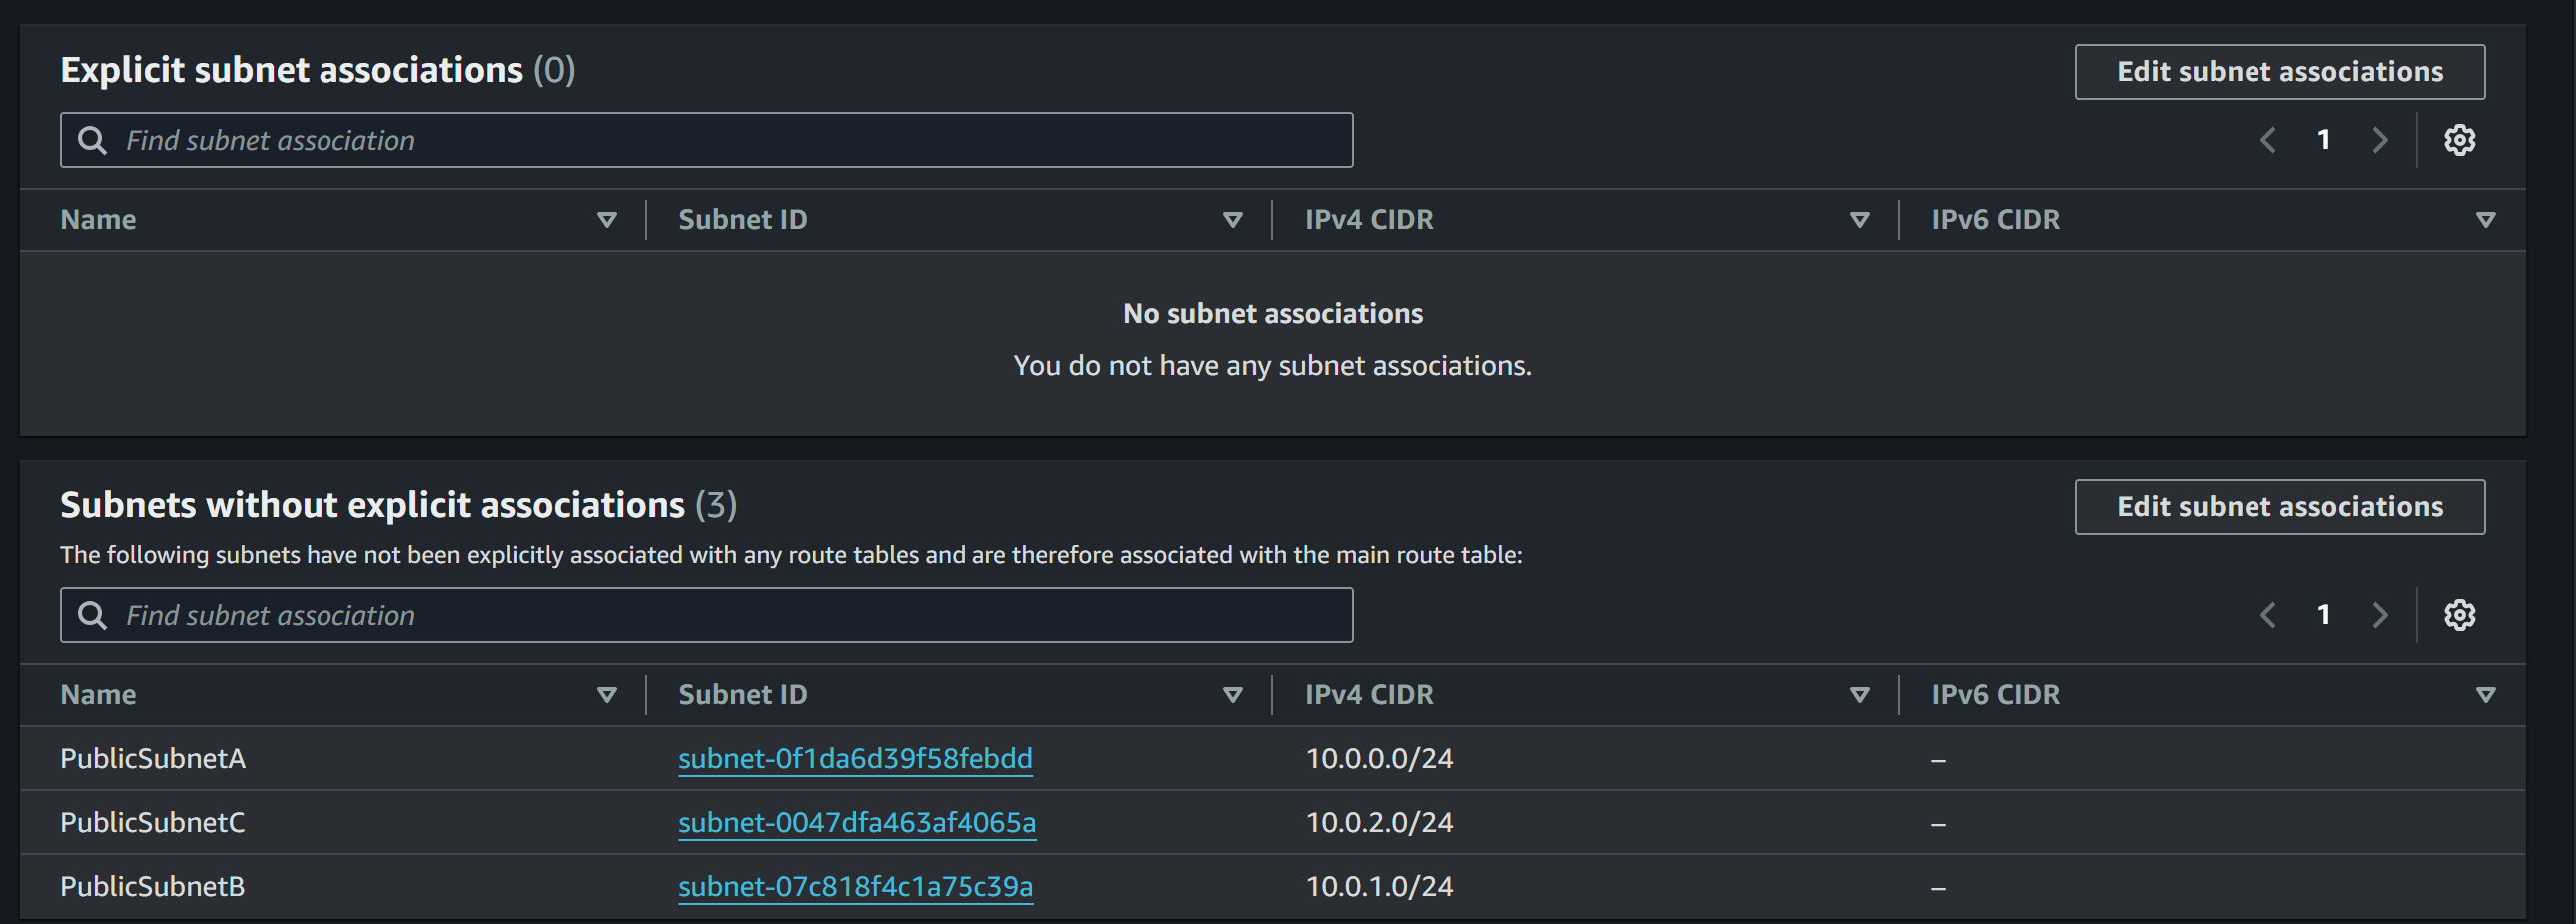 Explicit subnet associations (0)
Edit subnet associations
Find subnet association
1
Name Subnet ID IPv4 CIDR IPv6 CIDR
No subnet associations
You do not have any subnet associations.
Subnets without explicit associations (3)
Edit subnet associations
The following subnets have not been explicitly associated with any route tables and are therefore associated with the main route table:
Find subnet association
1
Name Subnet ID IPv4 CIDR IPv6 CIDR
PublicSubnetA subnet-0f1da6d39f58febdd 10.0.0.0/24 –
PublicSubnetC subnet-0047dfa463af4065a 10.0.2.0/24 –
PublicSubnetB subnet-07c818f4c1a75c39a 10.0.1.0/24 –